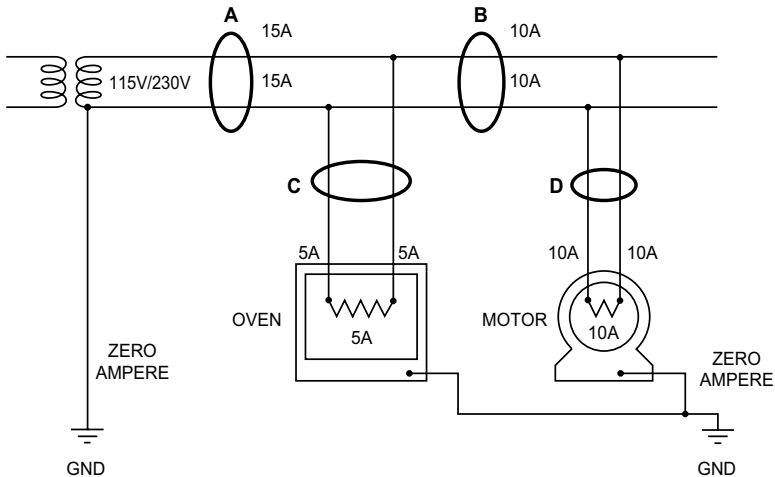 A
B
15A
10A
15A
10A
115V/230V
C
D
5A
5A
10A
10A
OVEN
MOTOR
5A
10A
ZERO
AMPERE
ZERO
AMPERE
GND
GND